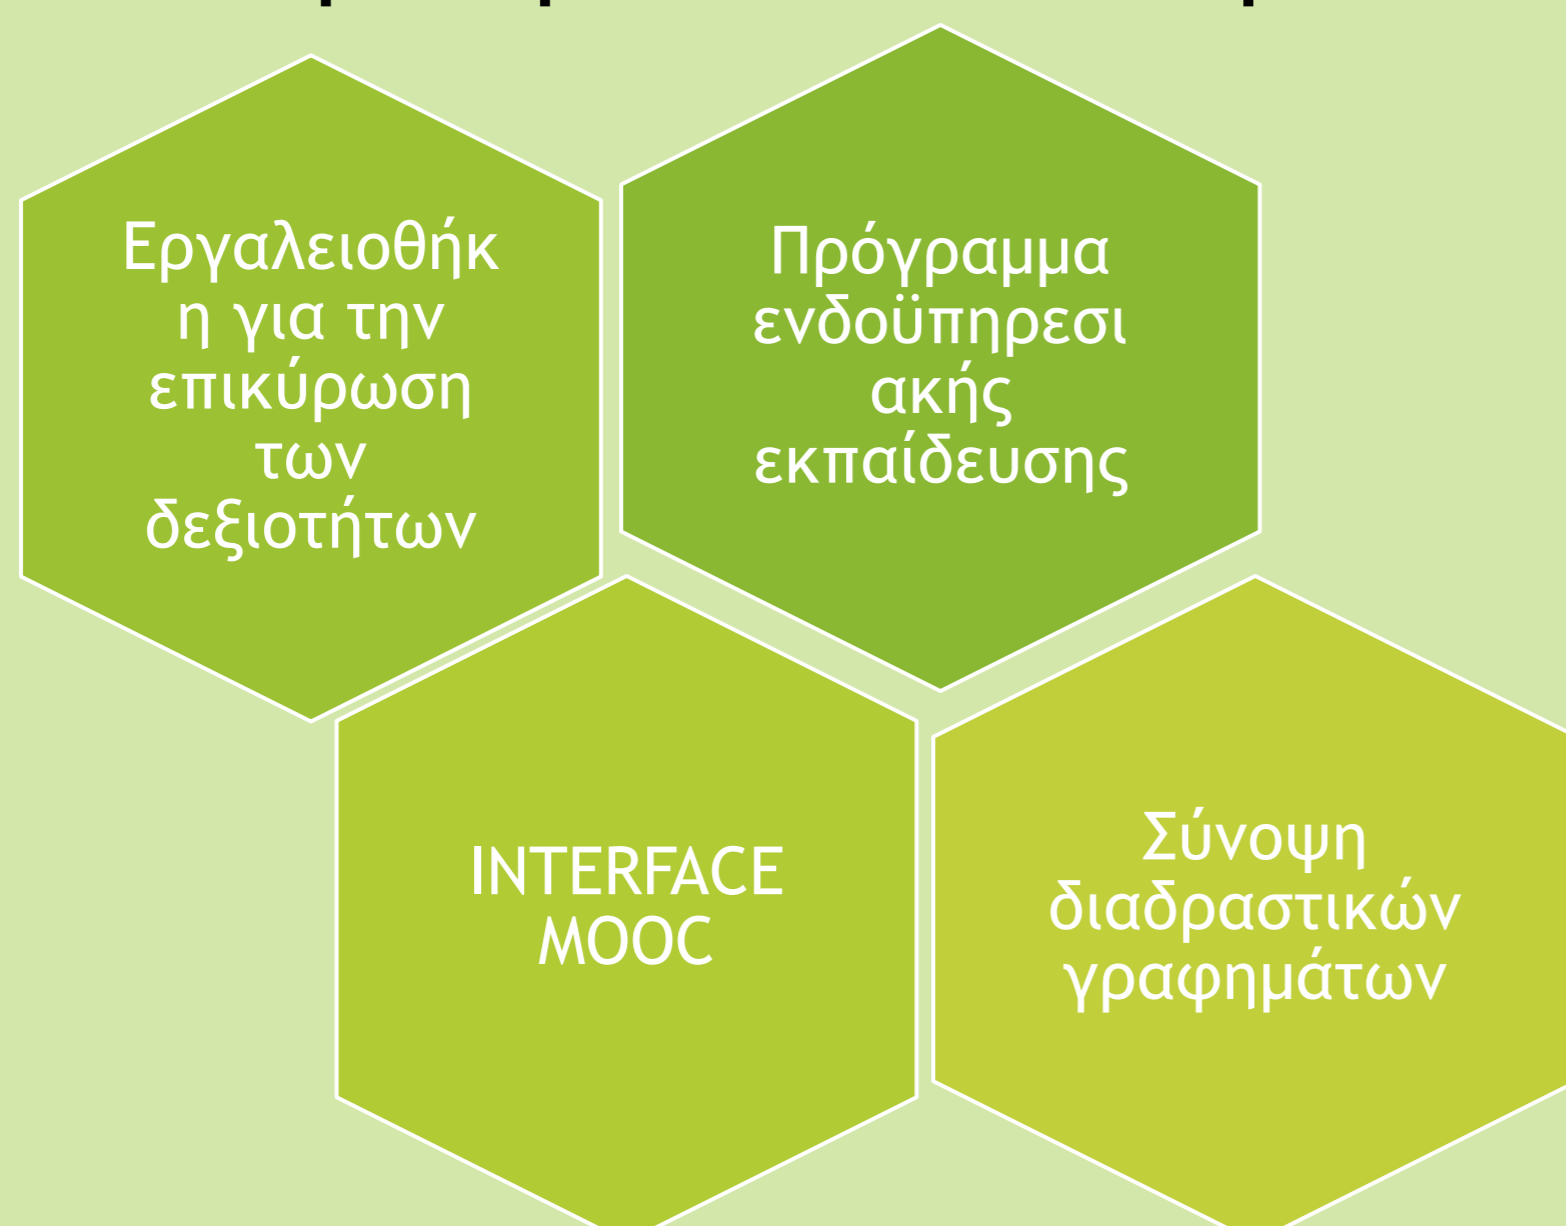 Εργαλειοθήκ
η για την
επικύρωση
των
δεξιοτήτων
Πρόγραμμα
ενδοϋπηρεσι
ακής
εκπαίδευσης
INTERFACE
MOOC
Σύνοψη
διαδραστικών
γραφημάτων